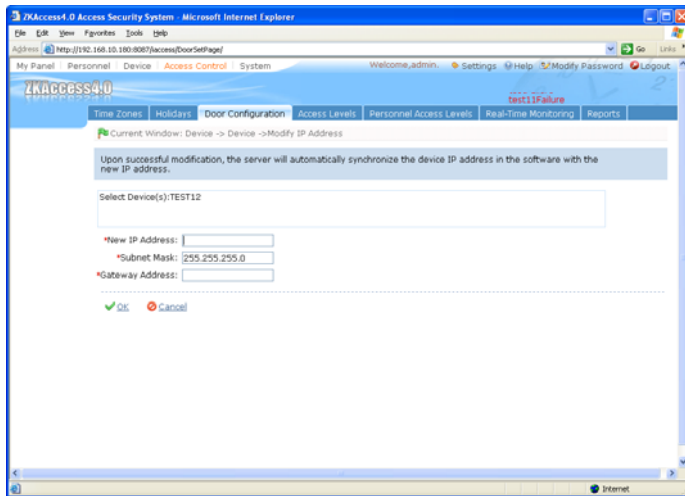 ZKAccess4.0 Access Security System - Microsoft Internet Explorer
File Edit View Favorites Tools Help
Address http://192.168.10.180:8087/iaccess/DoorSetPage/ Go Links
My Panel Personnel Device Access Control System Welcome,admin. Settings Help Modify Password Logout
ZKAccess4.0
test11Failure
Time Zones Holidays Door Configuration Access Levels Personnel Access Levels Real-Time Monitoring Reports
Current Window: Device -> Device ->Modify IP Address
Upon successful modification, the server will automatically synchronize the device IP address in the software with the
new IP address.
Select Device(s):TEST12
*New IP Address:
*Subnet Mask: 255.255.255.0
*Gateway Address:
OK Cancel
Internet